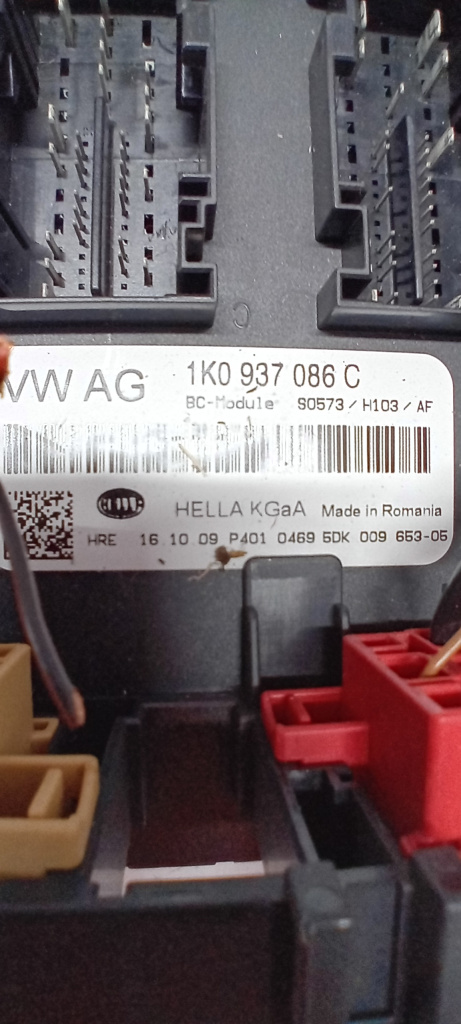 VW AG 1K0 937 086 C
BC-Module S0573/H103/AF
HELLA KGaA Made in Romania
HRE 16.10.09 P401 0469 5DK 009 653-05